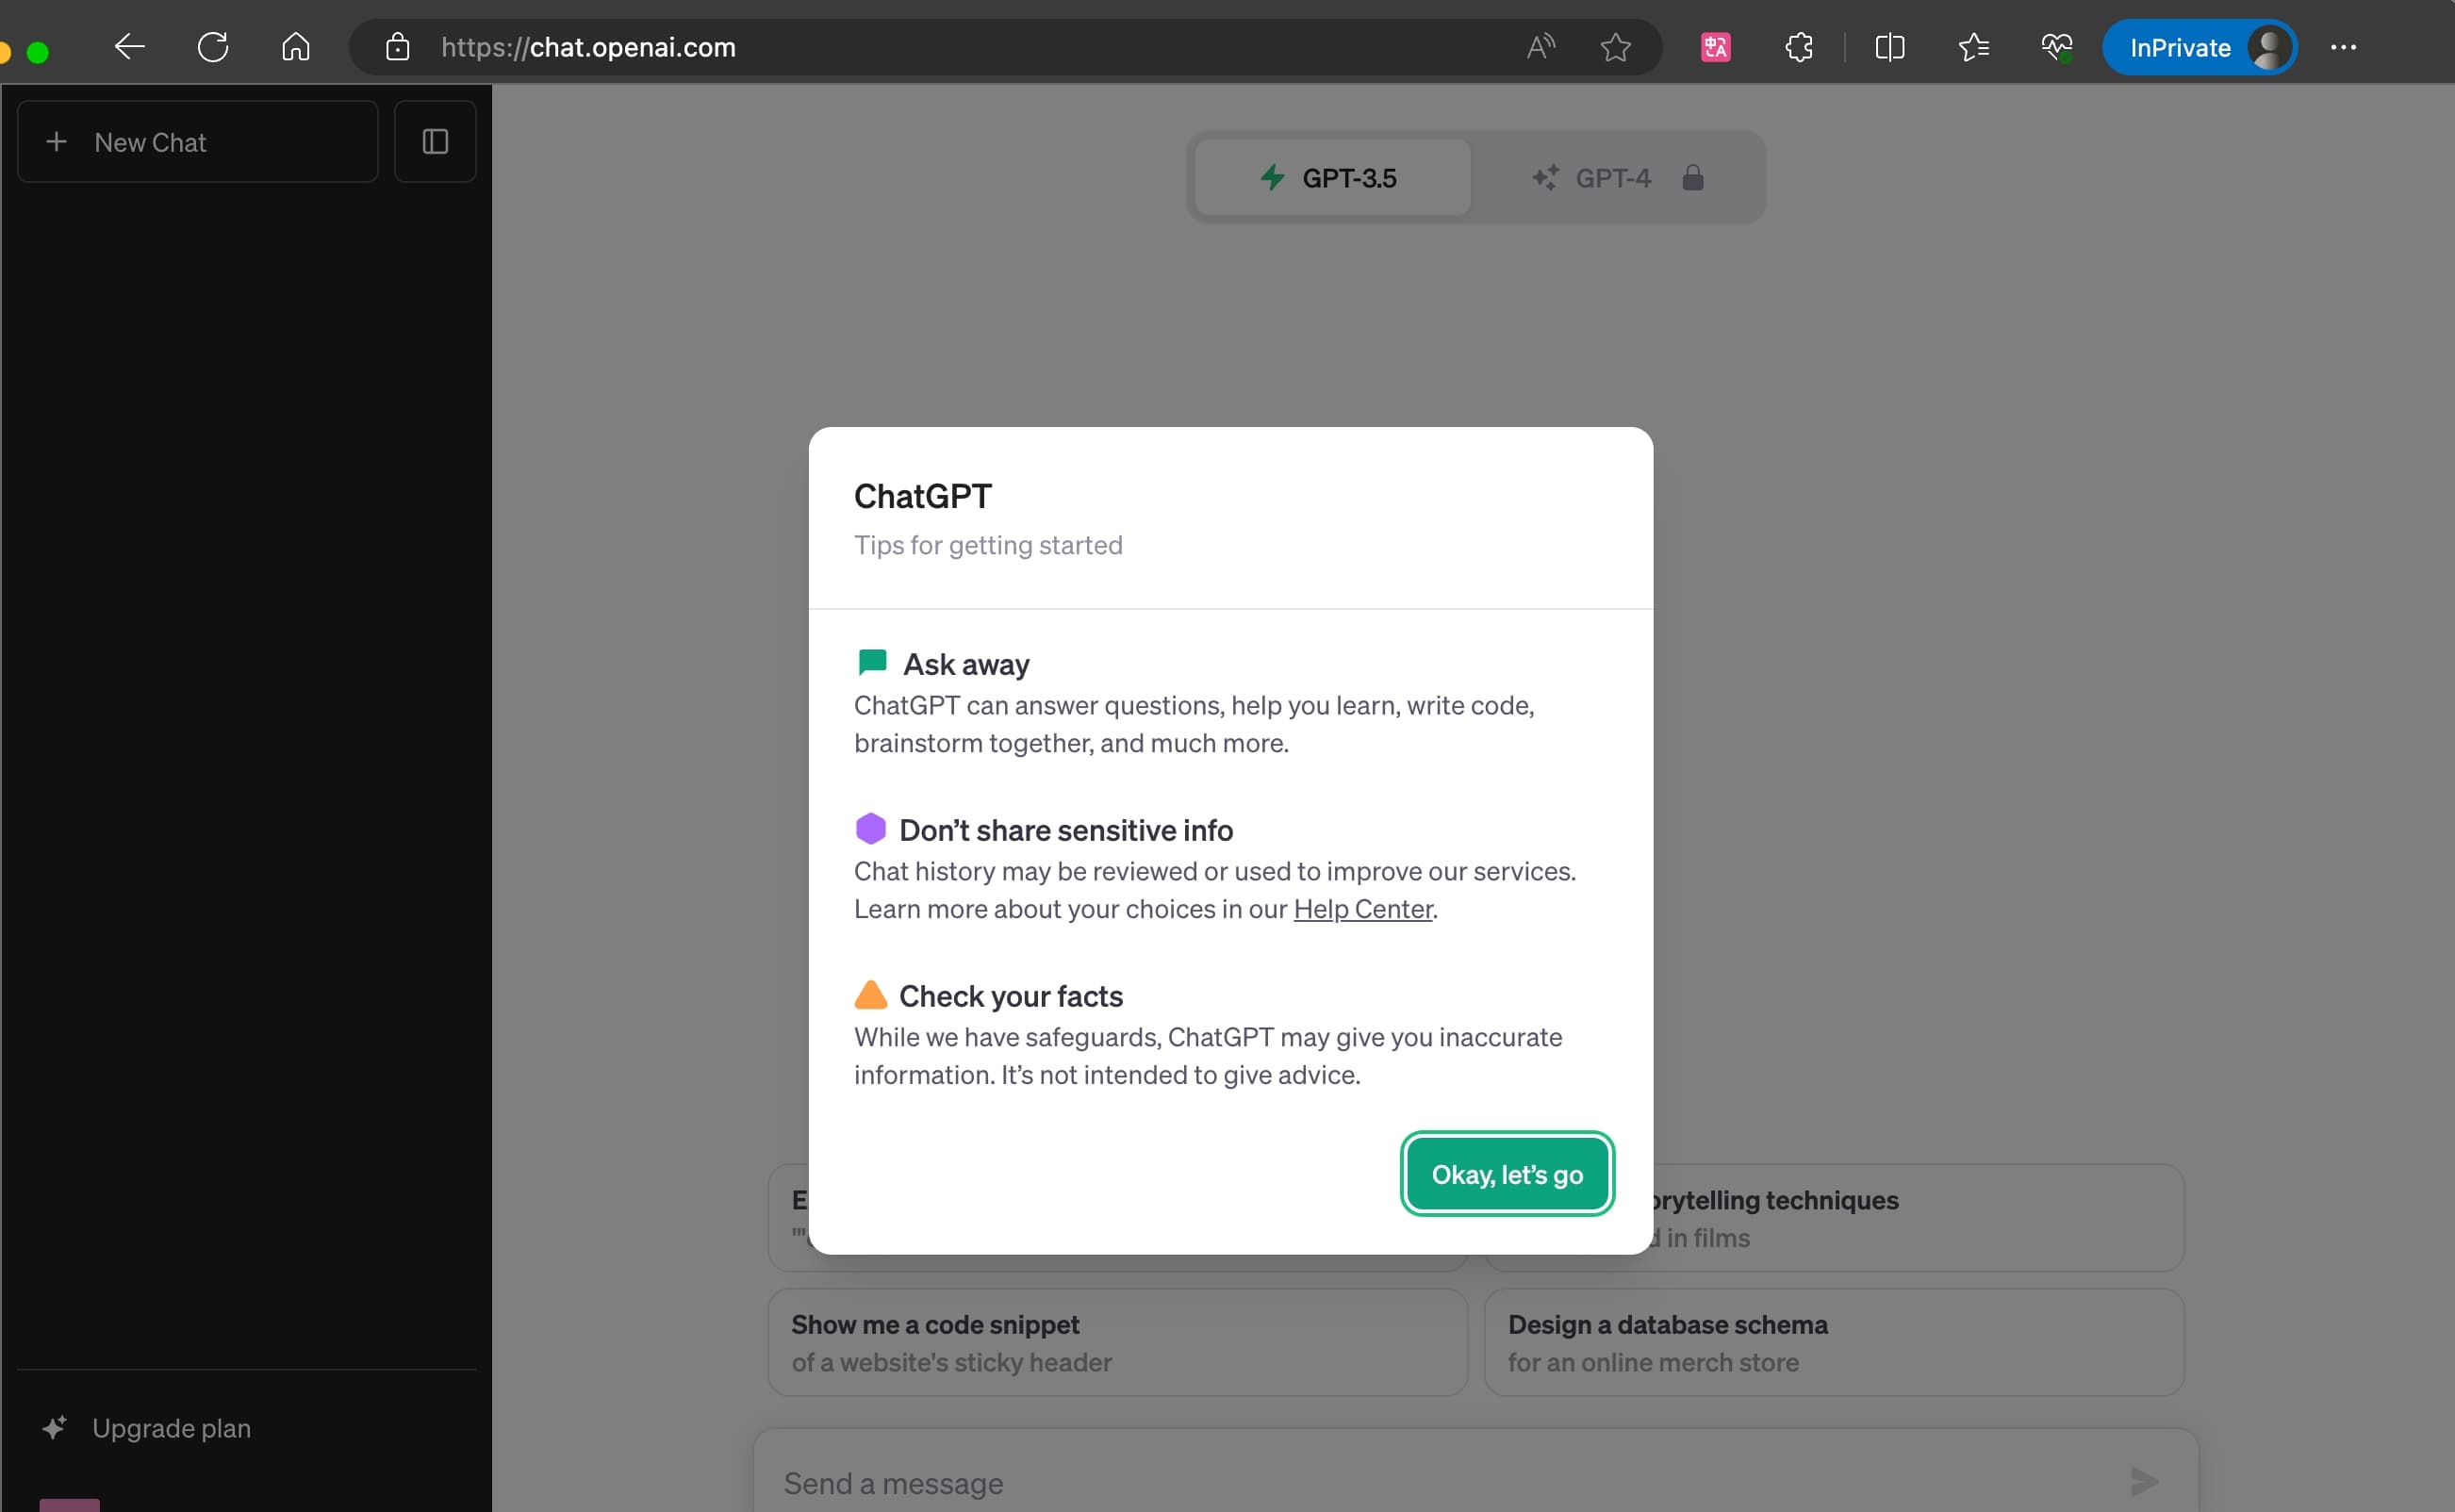 https://chat.openai.com
InPrivate
New Chat
GPT-3.5
GPT-4
ChatGPT
Tips for getting started
Ask away
ChatGPT can answer questions, help you learn, write code,
brainstorm together, and much more.
Don’t share sensitive info
Chat history may be reviewed or used to improve our services.
Learn more about your choices in our Help Center.
Check your facts
While we have safeguards, ChatGPT may give you inaccurate
information. It’s not intended to give advice.
Okay, let’s go
techniques
in films
Show me a code snippet
of a website's sticky header
Design a database schema
for an online merch store
Upgrade plan
Send a message